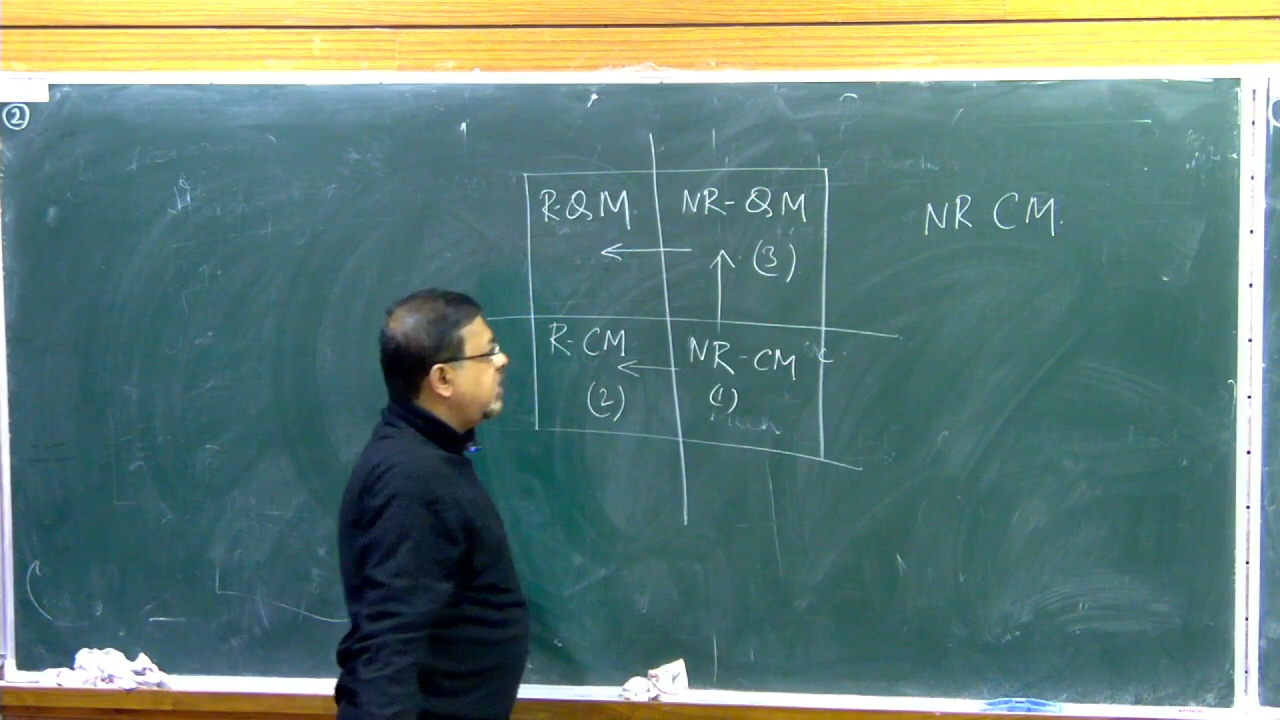 ②
R-QM NR-QM
NR CM.
(3)
R-CM NR-CM
(2) (1)